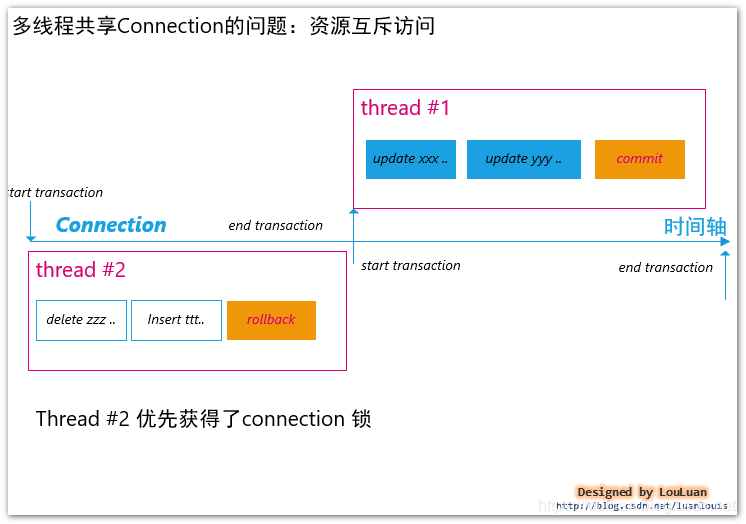 多线程共享Connection的问题：资源互斥访问
thread #1
update xxx ..
update yyy ..
commit
start transaction
Connection
end transaction
时间轴
start transaction
end transaction
thread #2
delete zzz ..
Insert ttt..
rollback
Thread #2 优先获得了connection 锁
Designed by LouLuan
http://blog.csdn.net/luanlouis